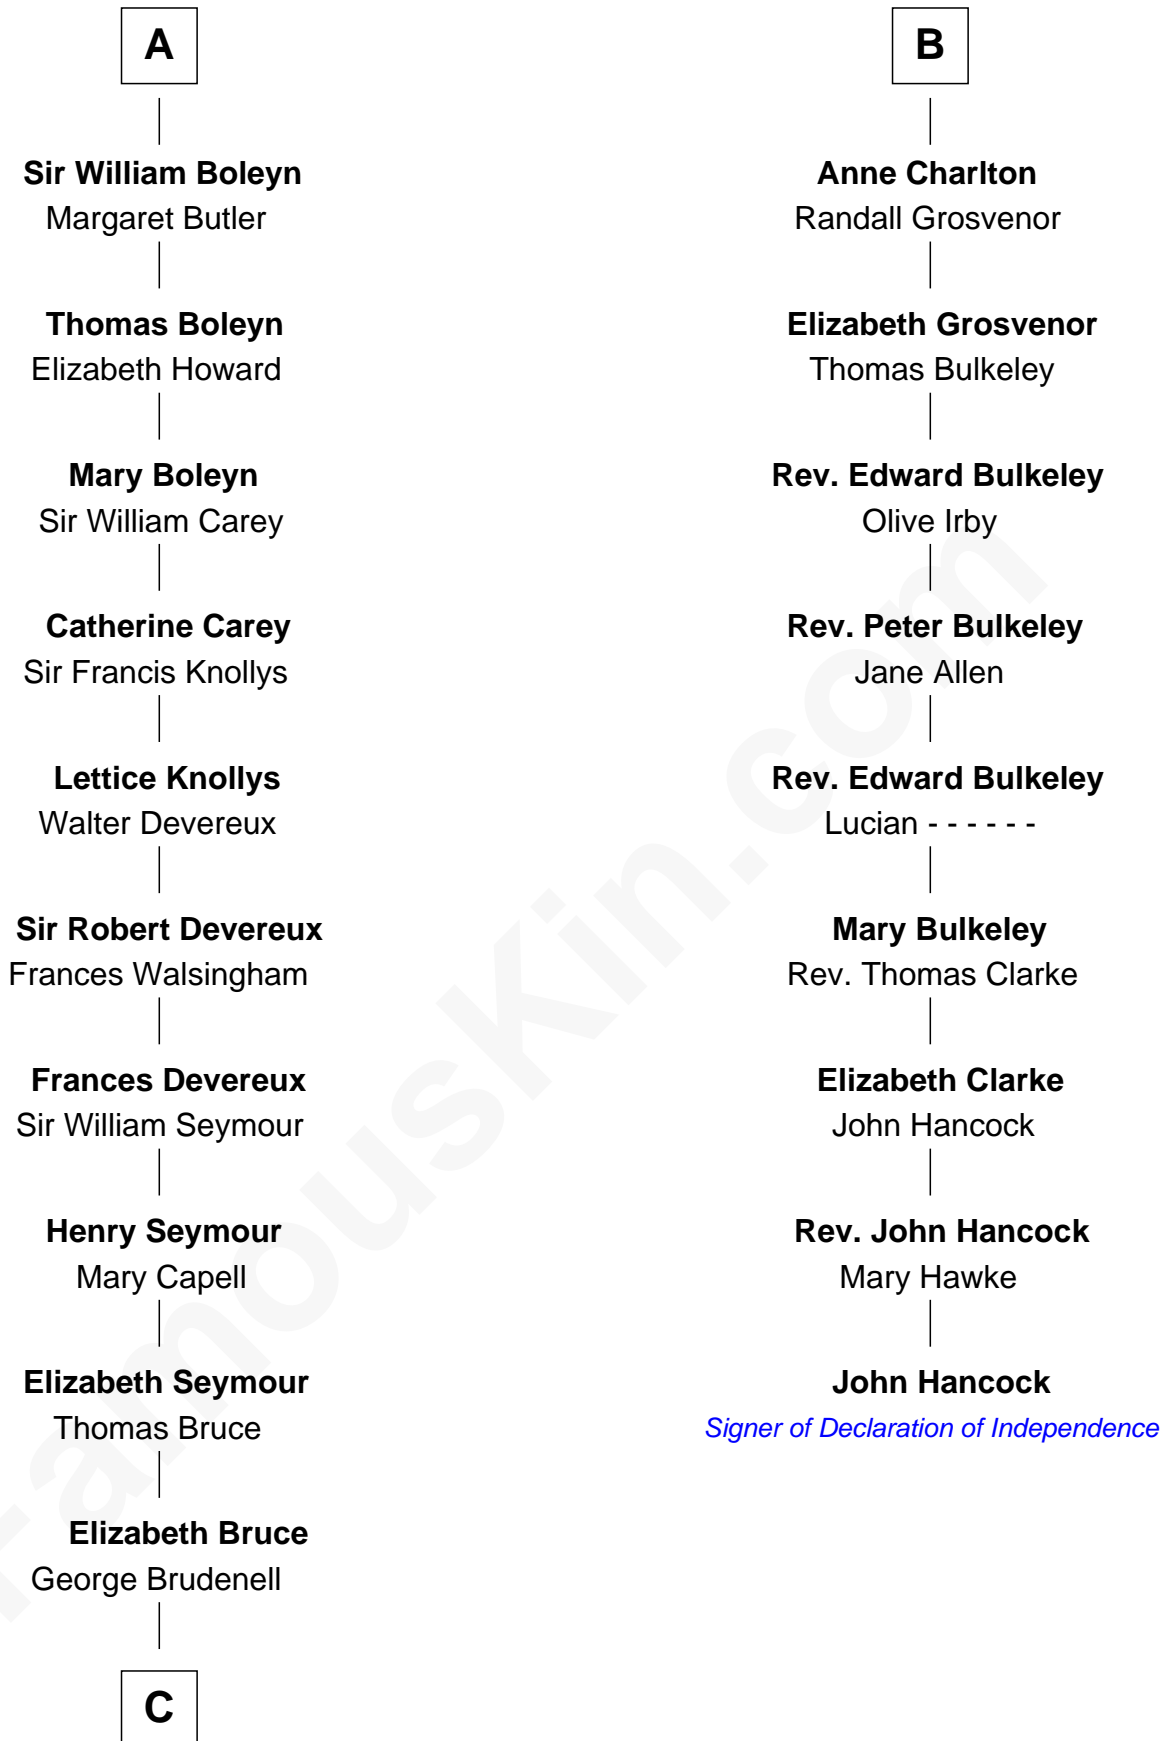 A
Sir William Boleyn
Margaret Butler
Thomas Boleyn
Elizabeth Howard
Mary Boleyn
Sir William Carey
Catherine Carey
Sir Francis Knollys
Lettice Knollys
Walter Devereux
Sir Robert Devereux
Frances Walsingham
Frances Devereux
Sir William Seymour
Henry Seymour
Mary Capell
Elizabeth Seymour
Thomas Bruce
Elizabeth Bruce
George Brudenell
C
B
Anne Charlton
Randall Grosvenor
Elizabeth Grosvenor
Thomas Bulkeley
Rev. Edward Bulkeley
Olive Irby
Rev. Peter Bulkeley
Jane Allen
Rev. Edward Bulkeley
Lucian - - - - - -
Mary Bulkeley
Rev. Thomas Clarke
Elizabeth Clarke
John Hancock
Rev. John Hancock
Mary Hawke
John Hancock
Signer of Declaration of Independence
FamousKin.com